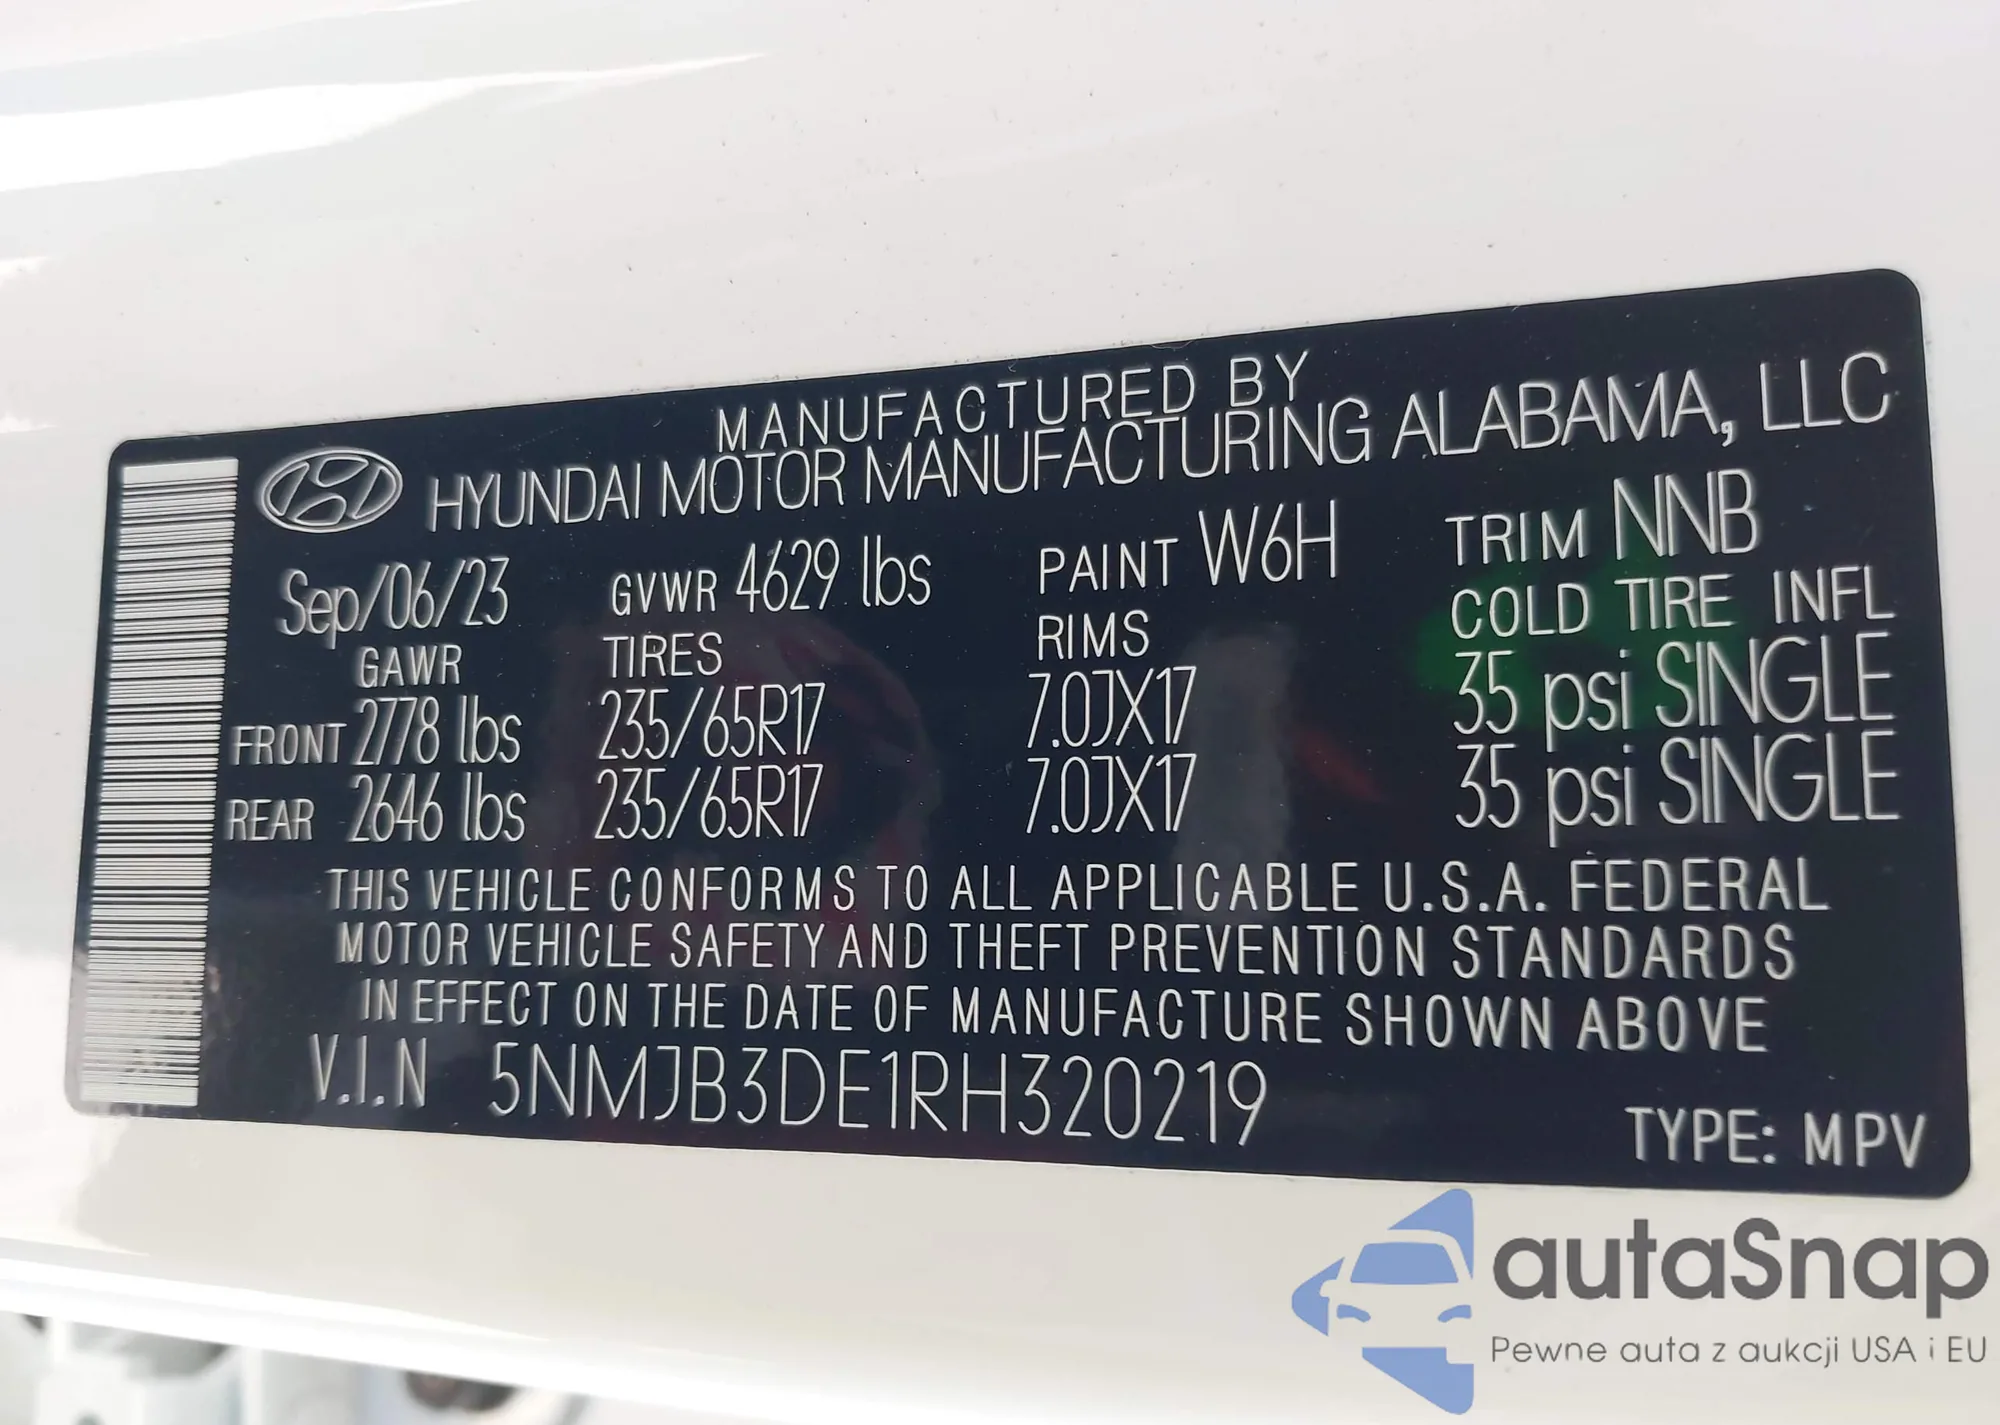 MANUFACTURED BY
HYUNDAI MOTOR MANUFACTURING ALABAMA, LLC
Sep/06/23 GVWR 4629 lbs PAINT W6H TRIM NNB
GAWR TIRES RIMS COLD TIRE INFL
FRONT 2778 lbs 235/65R17 7.0JX17 35 psi SINGLE
REAR 2646 lbs 235/65R17 7.0JX17 35 psi SINGLE
THIS VEHICLE CONFORMS TO ALL APPLICABLE U.S.A. FEDERAL
MOTOR VEHICLE SAFETY AND THEFT PREVENTION STANDARDS
IN EFFECT ON THE DATE OF MANUFACTURE SHOWN ABOVE
V.I.N 5NMJB3DE1RH320219
TYPE: MPV
autaSnap
Pewne auta z aukcji USA i EU